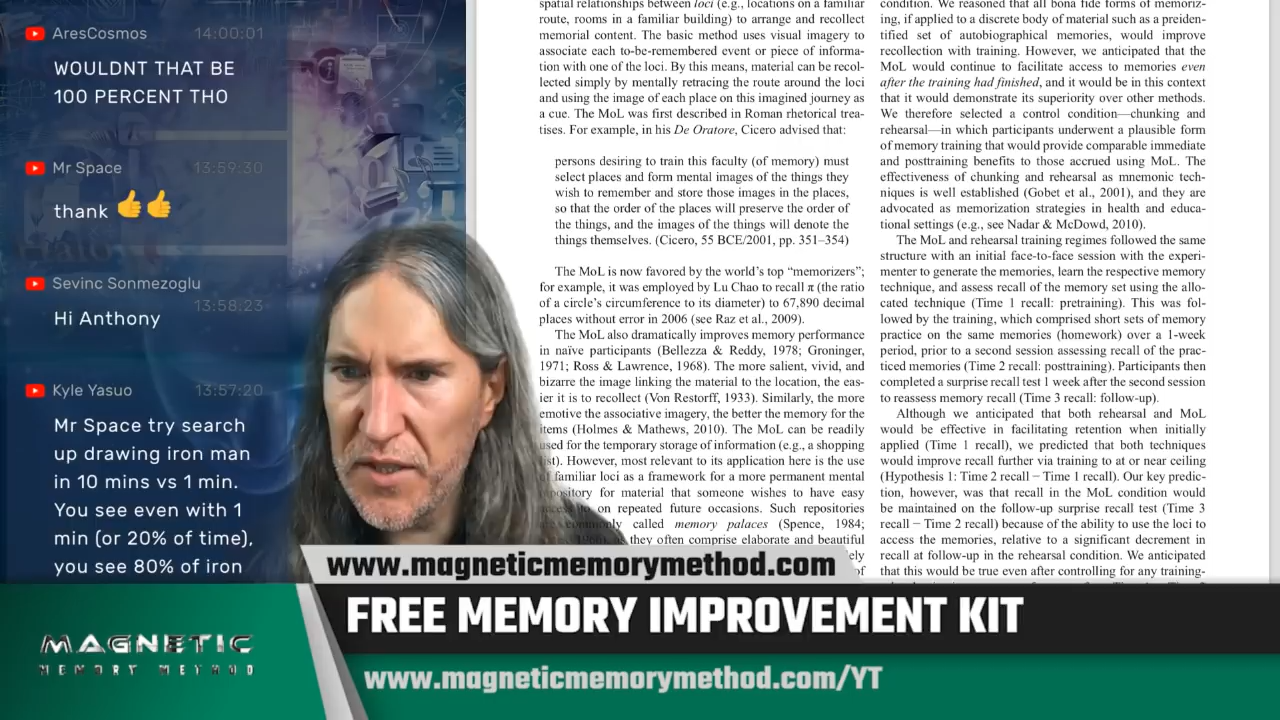 AresCosmos 14:00:01
WOULDNT THAT BE
100 PERCENT THO
Mr Space 13:59:30
thank 👍👍
Sevinc Sonmezoglu
13:58:23
Hi Anthony
Kyle Yasuo 13:57:20
Mr Space try search
up drawing iron man
in 10 mins vs 1 min.
You see even with 1
min (or 20% of time),
you see 80% of iron
spatial relationships between loci (e.g., locations on a familiar
route, rooms in a familiar building) to arrange and recollect
memorial content. The basic method uses visual imagery to
associate each to-be-remembered event or piece of informa-
tion with one of the loci. By this means, material can be recol-
lected simply by mentally retracing the route around the loci
and using the image of each place on this imagined journey as
a cue. The MoL was first described in Roman rhetorical trea-
tises. For example, in his De Oratore, Cicero advised that:
persons desiring to train this faculty (of memory) must
select places and form mental images of the things they
wish to remember and store those images in the places,
so that the order of the places will preserve the order of
the things, and the images of the things will denote the
things themselves. (Cicero, 55 BCE/2001, pp. 351–354)
The MoL is now favored by the world's top “memorizers”;
for example, it was employed by Lu Chao to recall π (the ratio
of a circle's circumference to its diameter) to 67,890 decimal
places without error in 2006 (see Raz et al., 2009).
The MoL also dramatically improves memory performance
in naïve participants (Bellezza & Reddy, 1978; Groninger,
1971; Ross & Lawrence, 1968). The more salient, vivid, and
bizarre the image linking the material to the location, the eas-
ier it is to recollect (Von Restorff, 1933). Similarly, the more
emotive the associative imagery, the better the memory for the
items (Holmes & Mathews, 2010). The MoL can be readily
used for the temporary storage of information (e.g., a shopping
list). However, most relevant to its application here is the use
of familiar loci as a framework for a more permanent mental
repository for material that someone wishes to have easy
access to on repeated future occasions. Such repositories
are commonly called memory palaces (Spence, 1984;
as they often comprise elaborate and beautiful
condition. We reasoned that all bona fide forms of memoriz-
ing, if applied to a discrete body of material such as a preiden-
tified set of autobiographical memories, would improve
recollection with training. However, we anticipated that the
MoL would continue to facilitate access to memories even
after the training had finished, and it would be in this context
that it would demonstrate its superiority over other methods.
We therefore selected a control condition—chunking and
rehearsal—in which participants underwent a plausible form
of memory training that would provide comparable immediate
and posttraining benefits to those accrued using MoL. The
effectiveness of chunking and rehearsal as mnemonic tech-
niques is well established (Gobet et al., 2001), and they are
advocated as memorization strategies in health and educa-
tional settings (e.g., see Nadar & McDowd, 2010).
The MoL and rehearsal training regimes followed the same
structure with an initial face-to-face session with the experi-
menter to generate the memories, learn the respective memory
technique, and assess recall of the memory set using the allo-
cated technique (Time 1 recall: pretraining). This was fol-
lowed by the training, which comprised short sets of memory
practice on the same memories (homework) over a 1-week
period, prior to a second session assessing recall of the prac-
ticed memories (Time 2 recall: posttraining). Participants then
completed a surprise recall test 1 week after the second session
to reassess memory recall (Time 3 recall: follow-up).
Although we anticipated that both rehearsal and MoL
would be effective in facilitating retention when initially
applied (Time 1 recall), we predicted that both techniques
would improve recall further via training to at or near ceiling
(Hypothesis 1: Time 2 recall − Time 1 recall). Our key predic-
tion, however, was that recall in the MoL condition would
be maintained on the follow-up surprise recall test (Time 3
recall − Time 2 recall) because of the ability to use the loci to
access the memories, relative to a significant decrement in
recall at follow-up in the rehearsal condition. We anticipated
that this would be true even after controlling for any training-
www.magneticmemorymethod.com
FREE MEMORY IMPROVEMENT KIT
www.magneticmemorymethod.com/YT
MAGNETIC
MEMORY METHOD